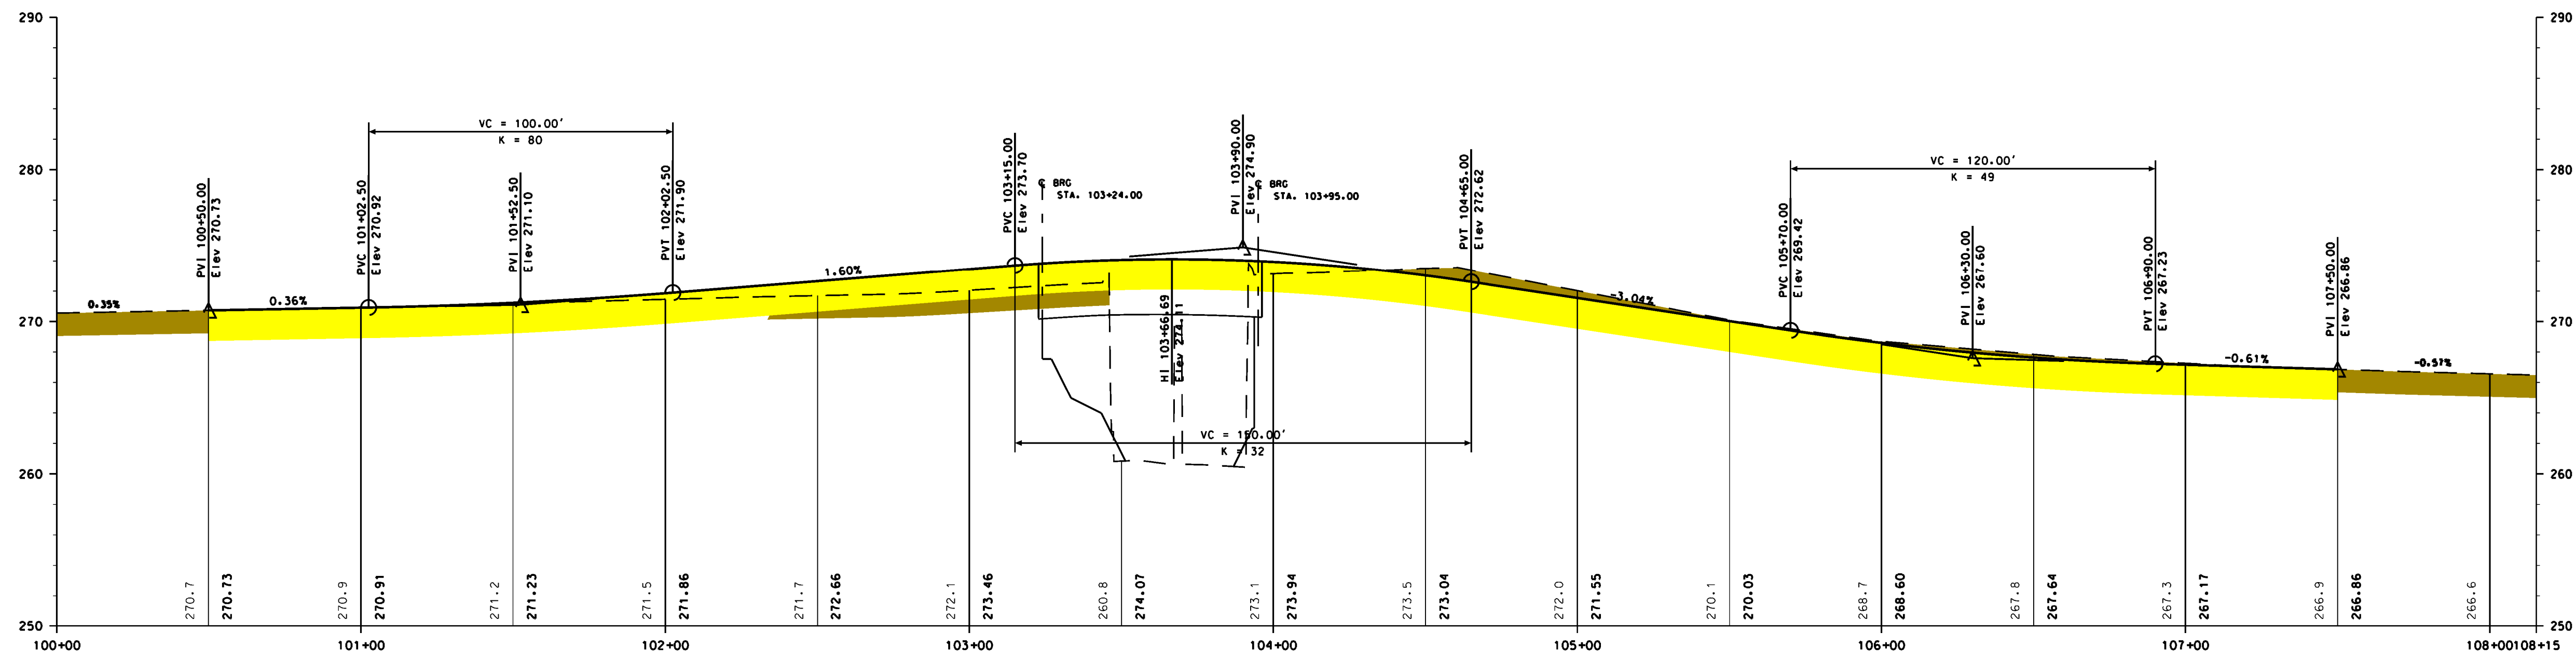 290
290
VC = 100.00'
K = 80
280
280
270
270
260
260
250
250
PVI 100+50.00
Elev 270.73
PVC 101+02.50
Elev 270.92
PVI 101+52.50
Elev 271.10
PVT 102+02.50
Elev 271.90
PVC 103+15.00
Elev 273.70
℄ BRG
STA. 103+24.00
PVI 103+90.00
Elev 274.90
℄ BRG
STA. 103+95.00
PVT 104+65.00
Elev 272.62
VC = 120.00'
K = 49
PVC 105+70.00
Elev 269.42
PVI 106+30.00
Elev 267.60
PVT 106+90.00
Elev 267.23
PVI 107+50.00
Elev 266.86
0.35%
0.36%
1.60%
-3.04%
-0.61%
-0.57%
HI 103+66.69
Elev 274.11
VC = 150.00'
K = 32
270.7
270.73
270.9
270.91
271.2
271.23
271.5
271.86
271.7
272.66
272.1
273.46
260.8
274.07
273.1
273.94
273.5
273.04
272.0
271.55
270.1
270.03
268.7
268.60
267.8
267.64
267.3
267.17
266.9
266.86
266.6
100+00
101+00
102+00
103+00
104+00
105+00
106+00
107+00
108+00
108+15